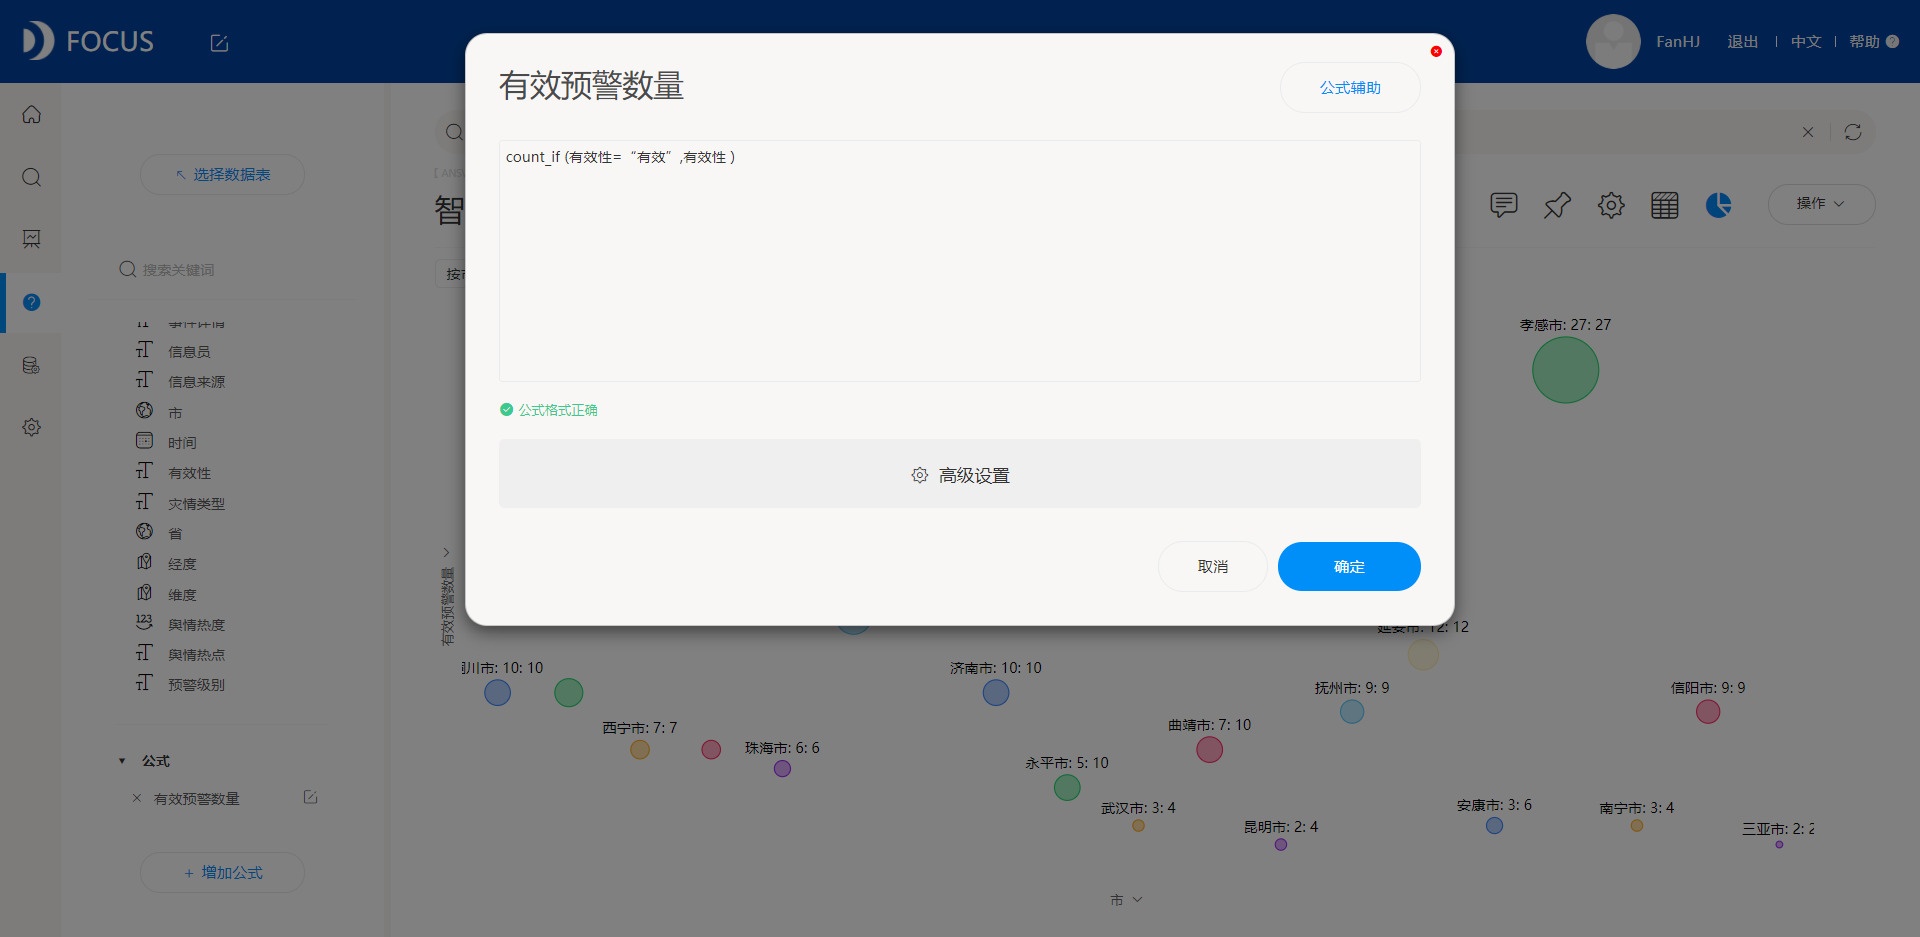 FOCUS
FanHJ
退出
中文
帮助
选择数据表
搜索关键词
事件详情
信息员
信息来源
市
时间
有效性
灾情类型
省
经度
维度
舆情热度
舆情热点
预警级别
公式
有效预警数量
+ 增加公式
智
操作
按
有效预警数量
公式辅助
count_if (有效性=“有效”,有效性 )
公式格式正确
高级设置
取消
确定
有效预警数量
孝感市: 27: 27
延安市: 12: 12
川市: 10: 10
济南市: 10: 10
抚州市: 9: 9
信阳市: 9: 9
西宁市: 7: 7
曲靖市: 7: 10
珠海市: 6: 6
永平市: 5: 10
武汉市: 3: 4
安康市: 3: 6
南宁市: 3: 4
昆明市: 2: 4
三亚市: 2: 2
市